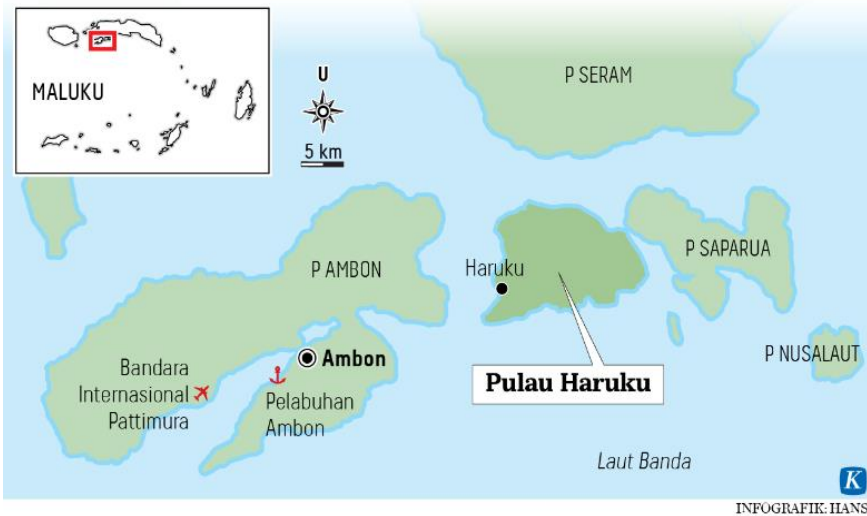 MALUKU
U
5 km
P SERAM
P AMBON
Haruku
P SAPARUA
Ambon
Bandara
Internasional
Pattimura
Pelabuhan
Ambon
Pulau Haruku
P NUSALAUT
Laut Banda
K
INFOGRAFIK: HANS